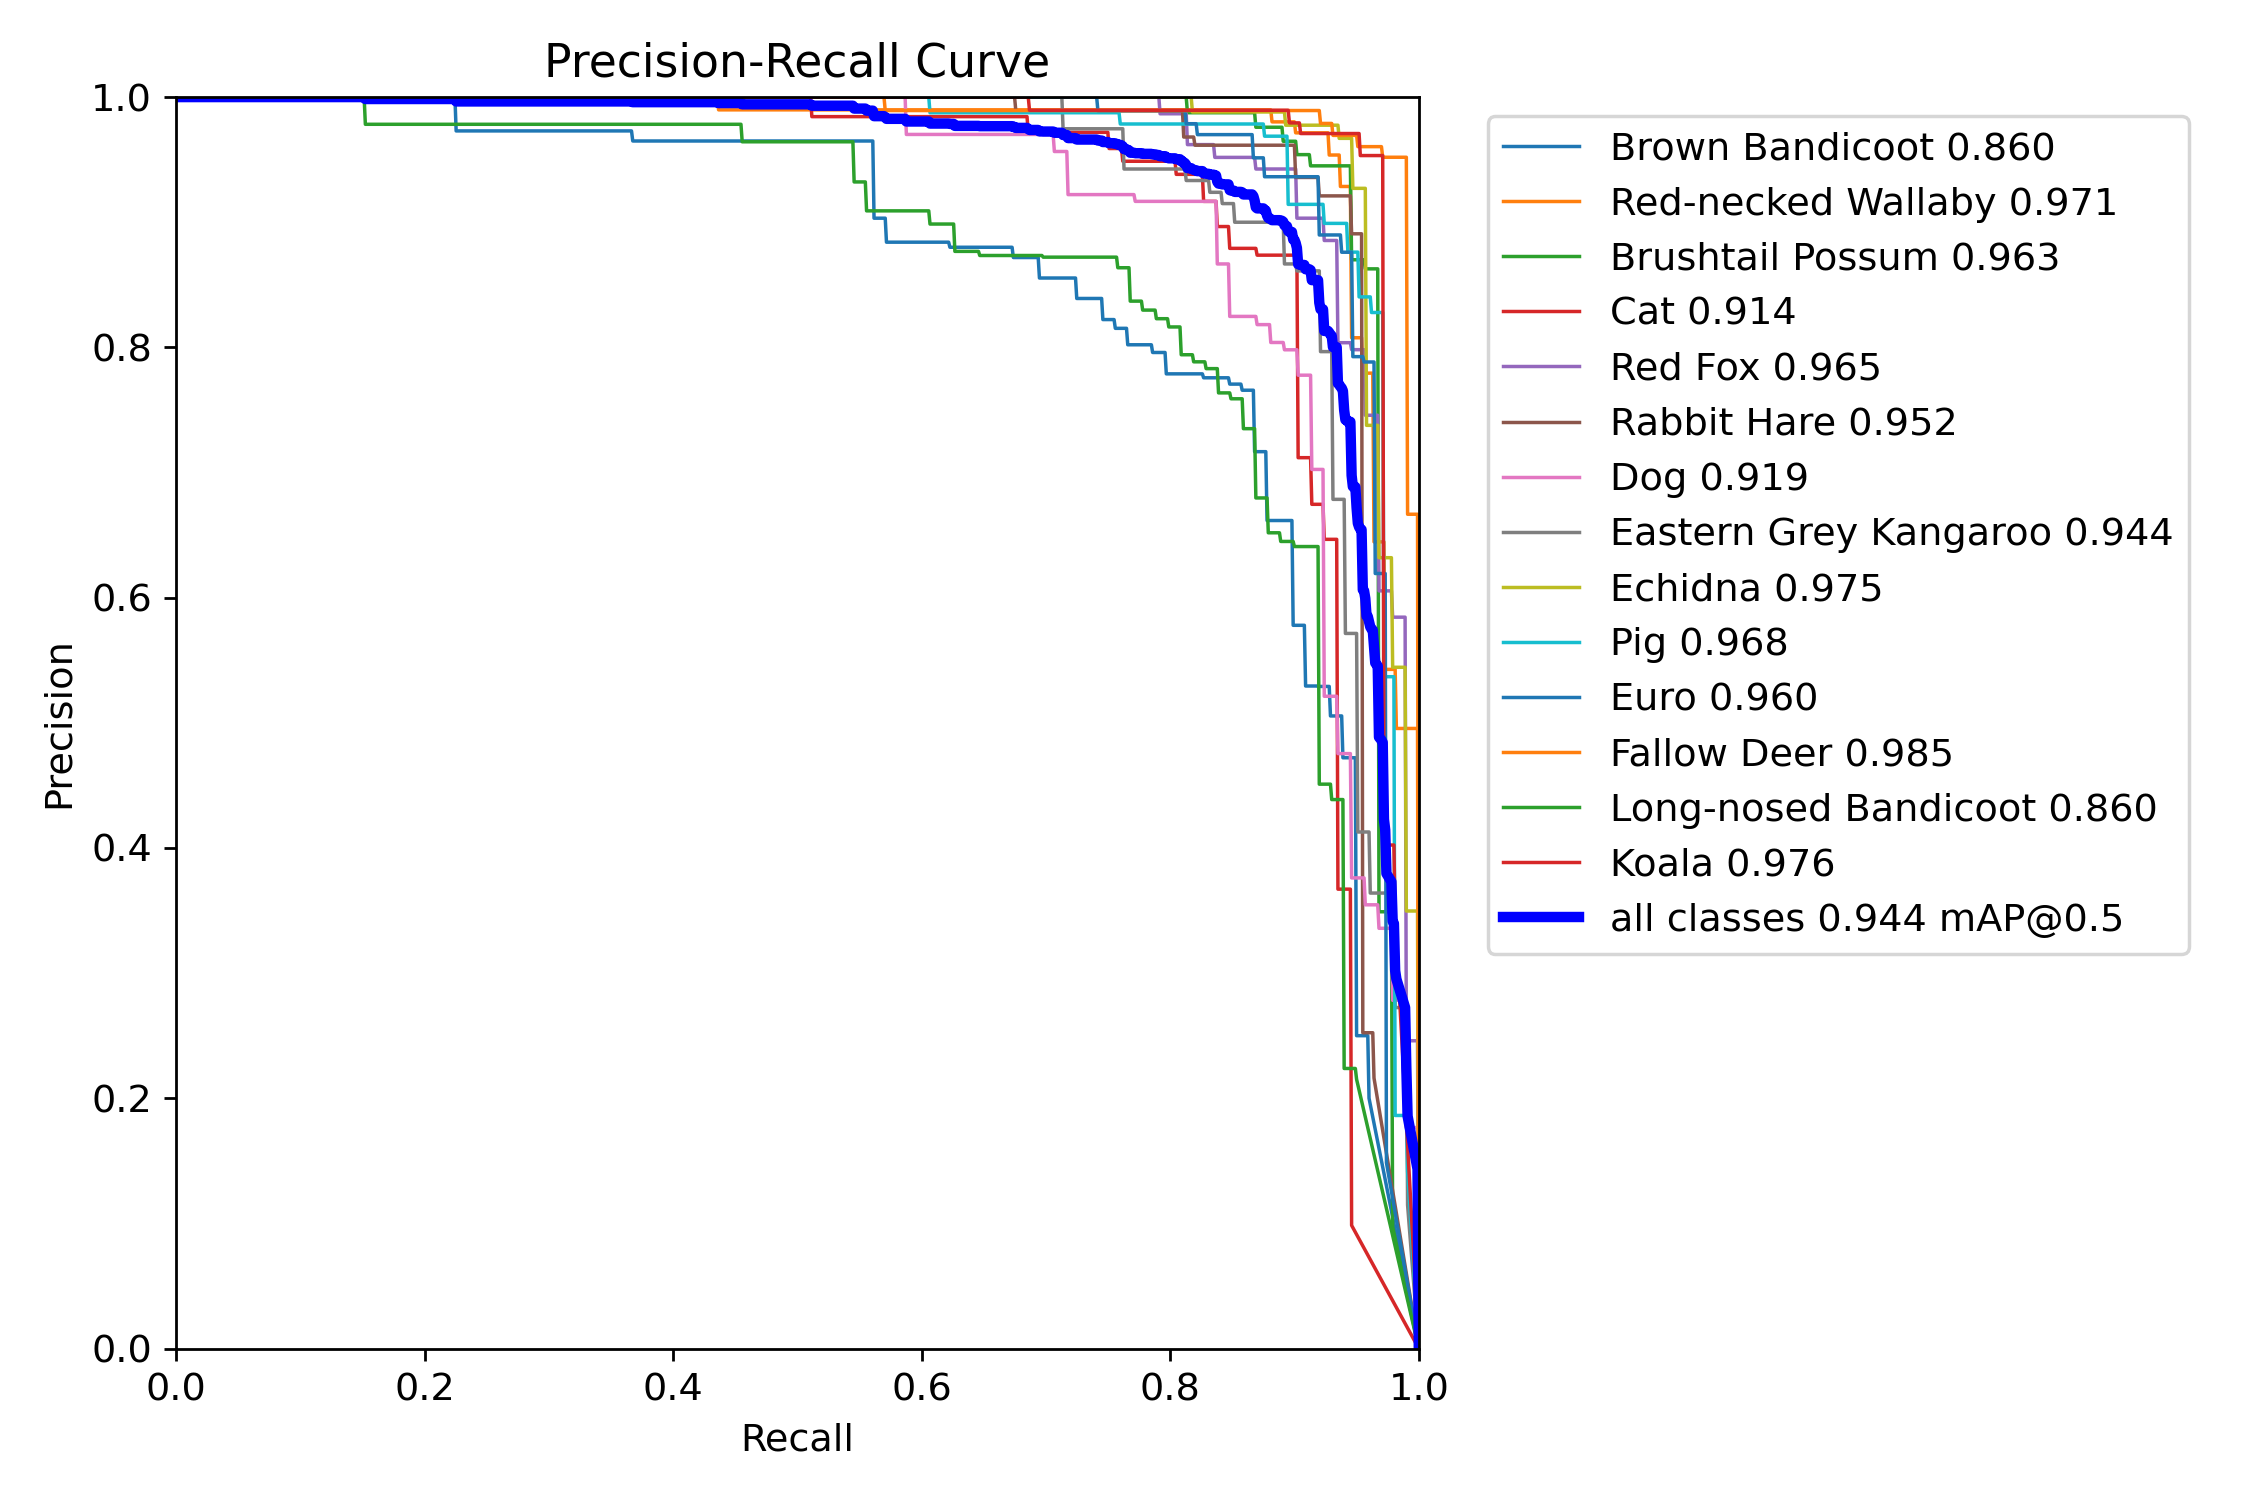 Precision-Recall Curve
1.0
0.8
0.6
0.4
0.2
0.0
Precision
0.0 0.2 0.4 0.6 0.8 1.0
Recall
Brown Bandicoot 0.860
Red-necked Wallaby 0.971
Brushtail Possum 0.963
Cat 0.914
Red Fox 0.965
Rabbit Hare 0.952
Dog 0.919
Eastern Grey Kangaroo 0.944
Echidna 0.975
Pig 0.968
Euro 0.960
Fallow Deer 0.985
Long-nosed Bandicoot 0.860
Koala 0.976
all classes 0.944 mAP@0.5